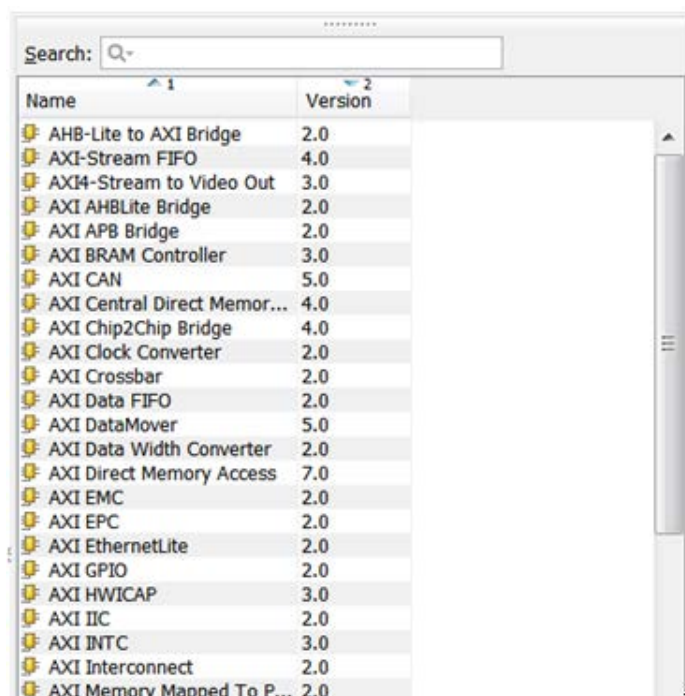 Search:
1 2
Name Version
AHB-Lite to AXI Bridge 2.0
AXI-Stream FIFO 4.0
AXI4-Stream to Video Out 3.0
AXI AHBLite Bridge 2.0
AXI APB Bridge 2.0
AXI BRAM Controller 3.0
AXI CAN 5.0
AXI Central Direct Memor... 4.0
AXI Chip2Chip Bridge 4.0
AXI Clock Converter 2.0
AXI Crossbar 2.0
AXI Data FIFO 2.0
AXI DataMover 5.0
AXI Data Width Converter 2.0
AXI Direct Memory Access 7.0
AXI EMC 2.0
AXI EPC 2.0
AXI EthernetLite 2.0
AXI GPIO 2.0
AXI HWICAP 3.0
AXI IIC 2.0
AXI INTC 3.0
AXI Interconnect 2.0
AXI Memory Mapped To P... 2.0